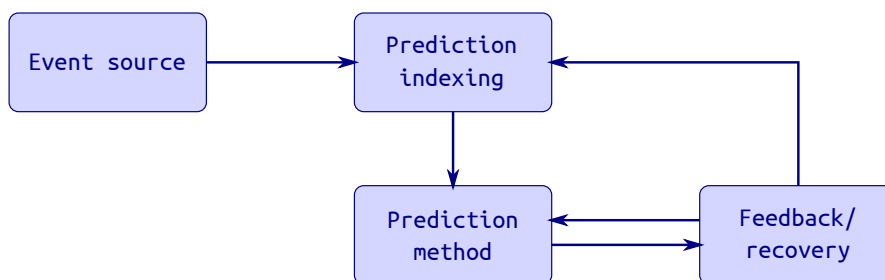 Event source
Prediction
indexing
Prediction
method
Feedback/
recovery